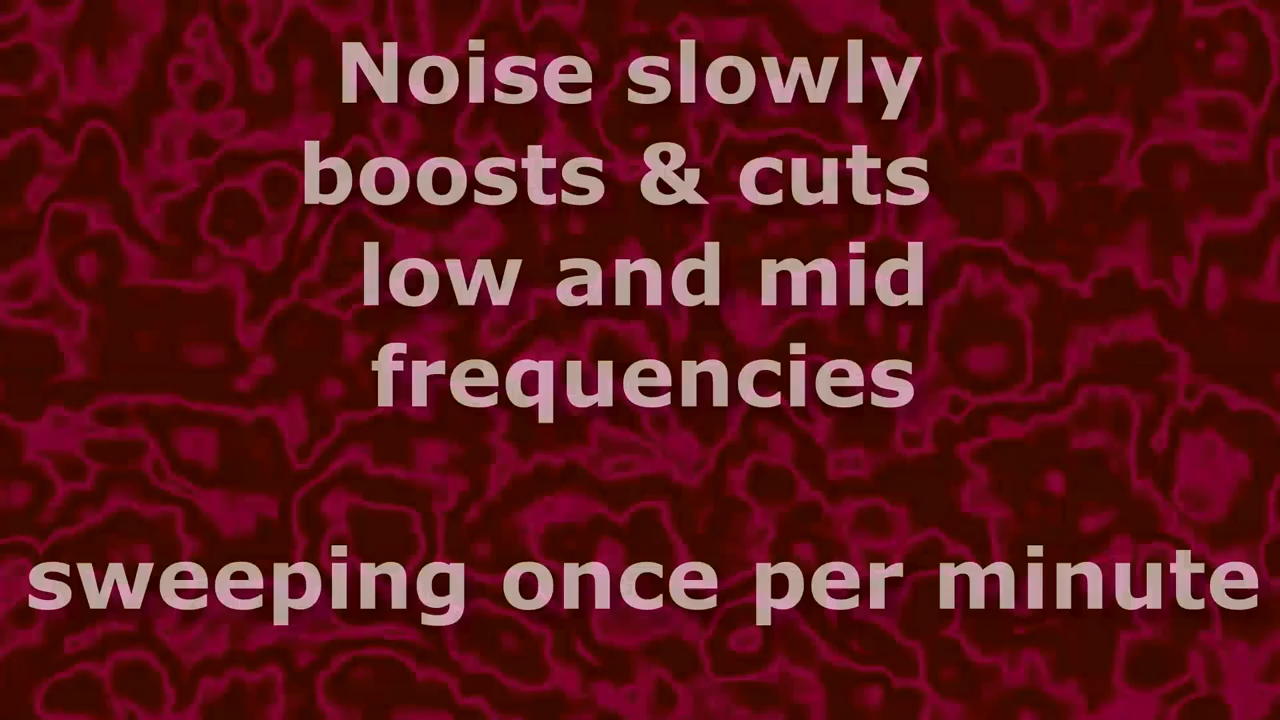 Noise slowly
boosts & cuts
low and mid
frequencies
sweeping once per minute